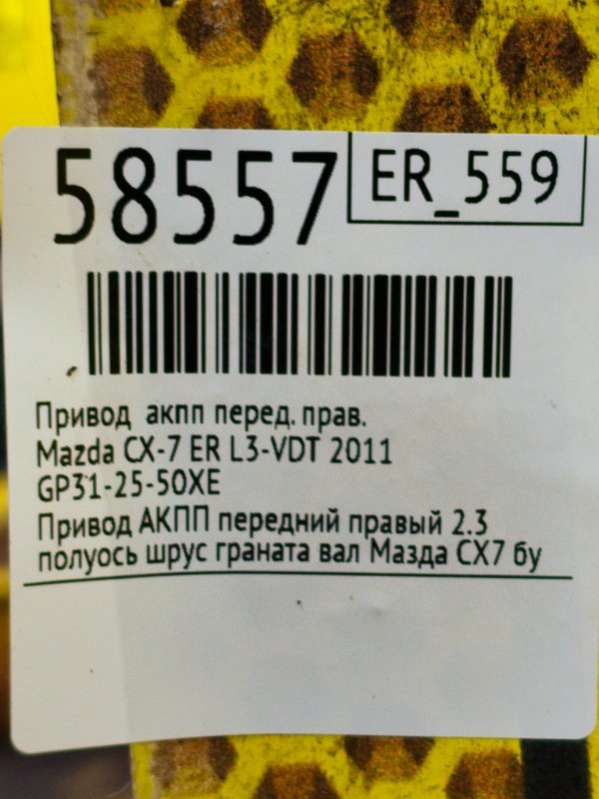 58557
ER_559
Привод акпп перед. прав.
Mazda CX-7 ER L3-VDT 2011
GP31-25-50XE
Привод АКПП передний правый 2.3
полуось шрус граната вал Мазда СХ7 бу